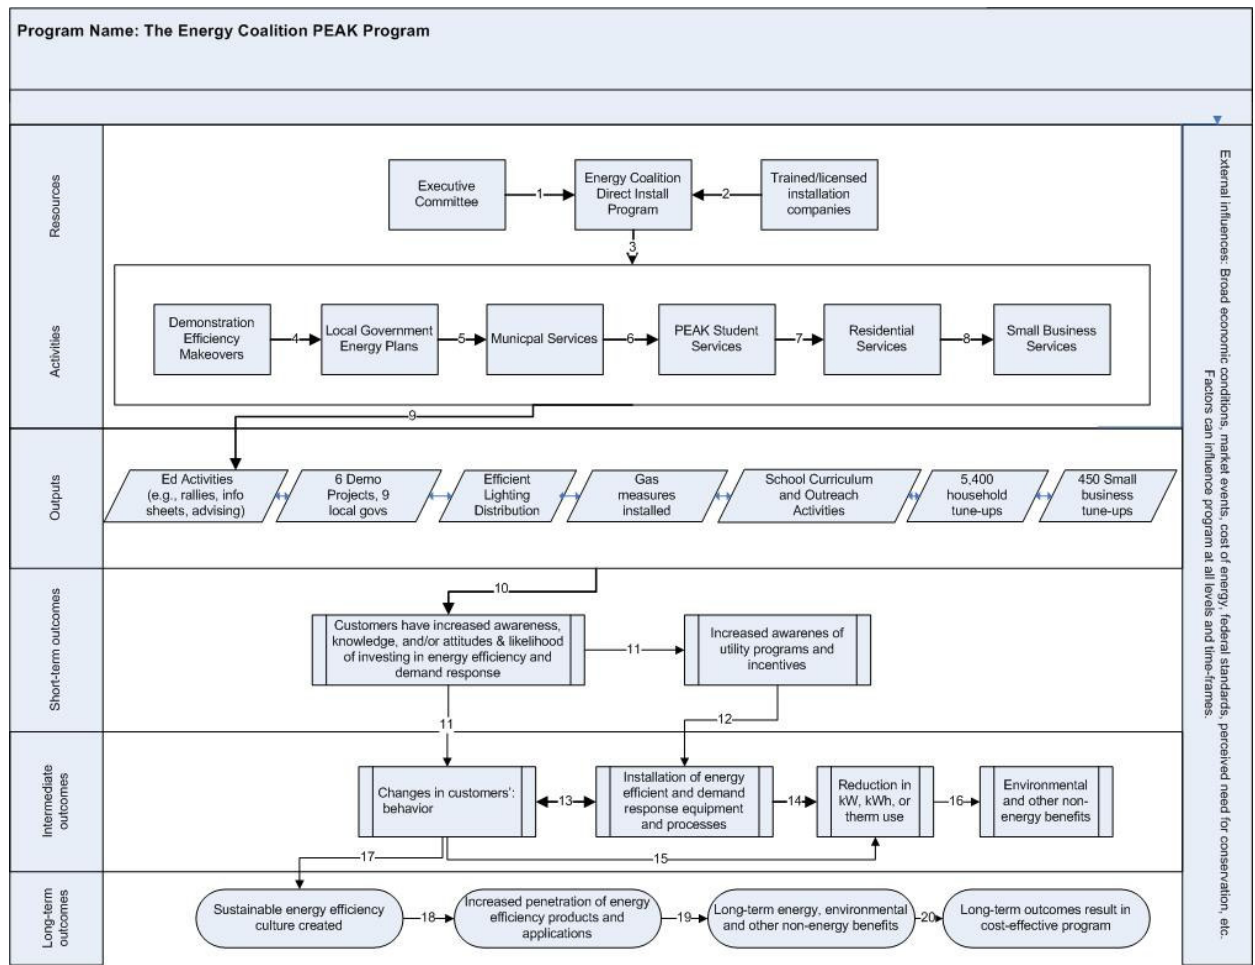 Program Name: The Energy Coalition PEAK Program
Resources
Executive
Committee
1
Energy Coalition
Direct Install
Program
2
Trained/licensed
installation
companies
3
Activities
Demonstration
Efficiency
Makeovers
4
Local Government
Energy Plans
5
Municpal Services
6
PEAK Student
Services
7
Residential
Services
8
Small Business
Services
9
Outputs
Ed Activities
(e.g., rallies, info
sheets, advising)
6 Demo
Projects, 9
local govs
Efficient
Lighting
Distribution
Gas
measures
installed
School Curriculum
and Outreach
Activities
5,400
household
tune-ups
450 Small
business
tune-ups
10
Short-term outcomes
Customers have increased awareness,
knowledge, and/or attitudes & likelihood
of investing in energy efficiency and
demand response
11
Increased awarenes of
utility programs and
incentives
11
12
Intermediate
outcomes
Changes in customers':
behavior
13
Installation of energy
efficient and demand
response equipment
and processes
14
Reduction in
kW, kWh, or
therm use
16
Environmental
and other non-
energy benefits
17
15
Long-term
outcomes
Sustainable energy efficiency
culture created
18
Increased penetration of energy
efficiency products and
applications
19
Long-term energy, environmental
and other non-energy benefits
20
Long-term outcomes result in
cost-effective program
External influences: Broad economic conditions, market events, cost of energy, federal standards, perceived need for conservation, etc.
Factors can influence program at all levels and time-frames.